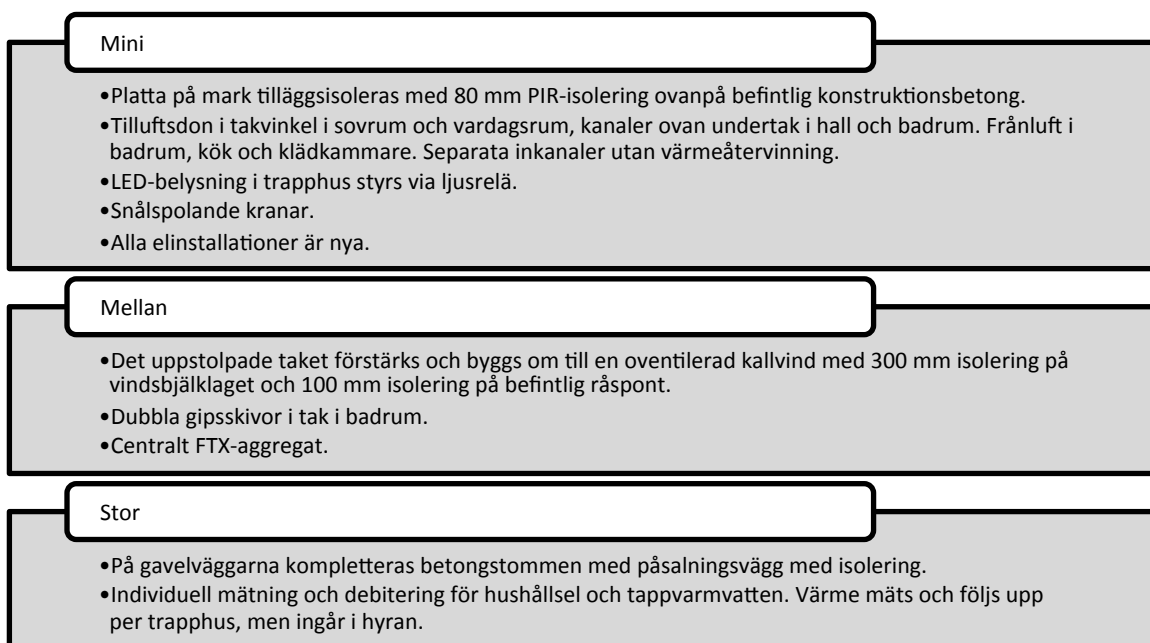 Mini
•Platta på mark tilläggsisoleras med 80 mm PIR-isolering ovanpå befintlig konstruktionsbetong.
•Tilluftsdon i takvinkel i sovrum och vardagsrum, kanaler ovan undertak i hall och badrum. Frånluft i
badrum, kök och klädkammare. Separata inkanaler utan värmeåtervinning.
•LED-belysning i trapphus styrs via ljusrelä.
•Snålspolande kranar.
•Alla elinstallationer är nya.
Mellan
•Det uppstolpade taket förstärks och byggs om till en oventilerad kallvind med 300 mm isolering på
vindsbjälklaget och 100 mm isolering på befintlig råspont.
•Dubbla gipsskivor i tak i badrum.
•Centralt FTX-aggregat.
Stor
•På gavelväggarna kompletteras betongstommen med påsalningsvägg med isolering.
•Individuell mätning och debitering för hushållsel och tappvarmvatten. Värme mäts och följs upp
per trapphus, men ingår i hyran.